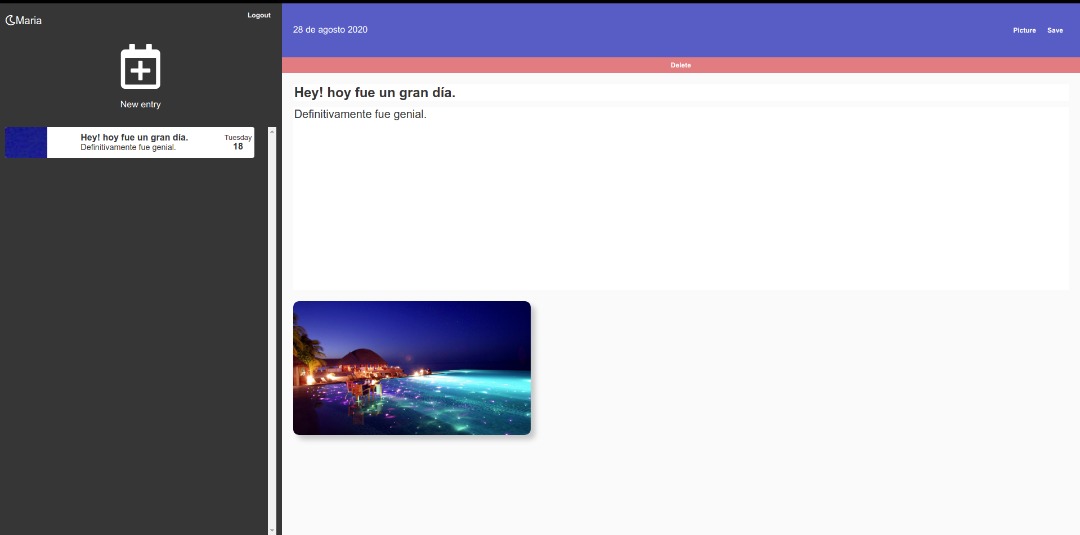 Maria
Logout
New entry
Hey! hoy fue un gran día.
Definitivamente fue genial.
Tuesday
18
28 de agosto 2020
Picture
Save
Delete
Hey! hoy fue un gran día.
Definitivamente fue genial.